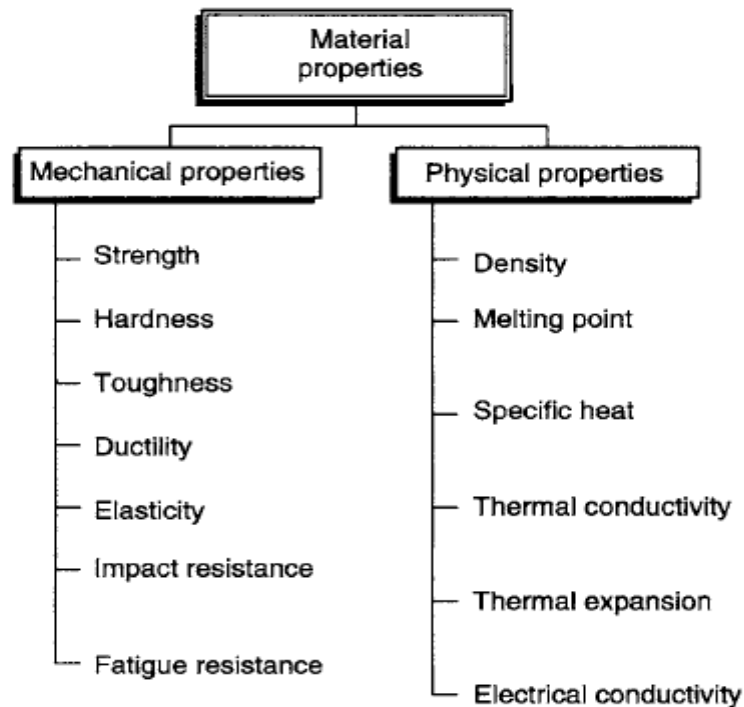 Material
properties
Mechanical properties
Strength
Hardness
Toughness
Ductility
Elasticity
Impact resistance
Fatigue resistance
Physical properties
Density
Melting point
Specific heat
Thermal conductivity
Thermal expansion
Electrical conductivity